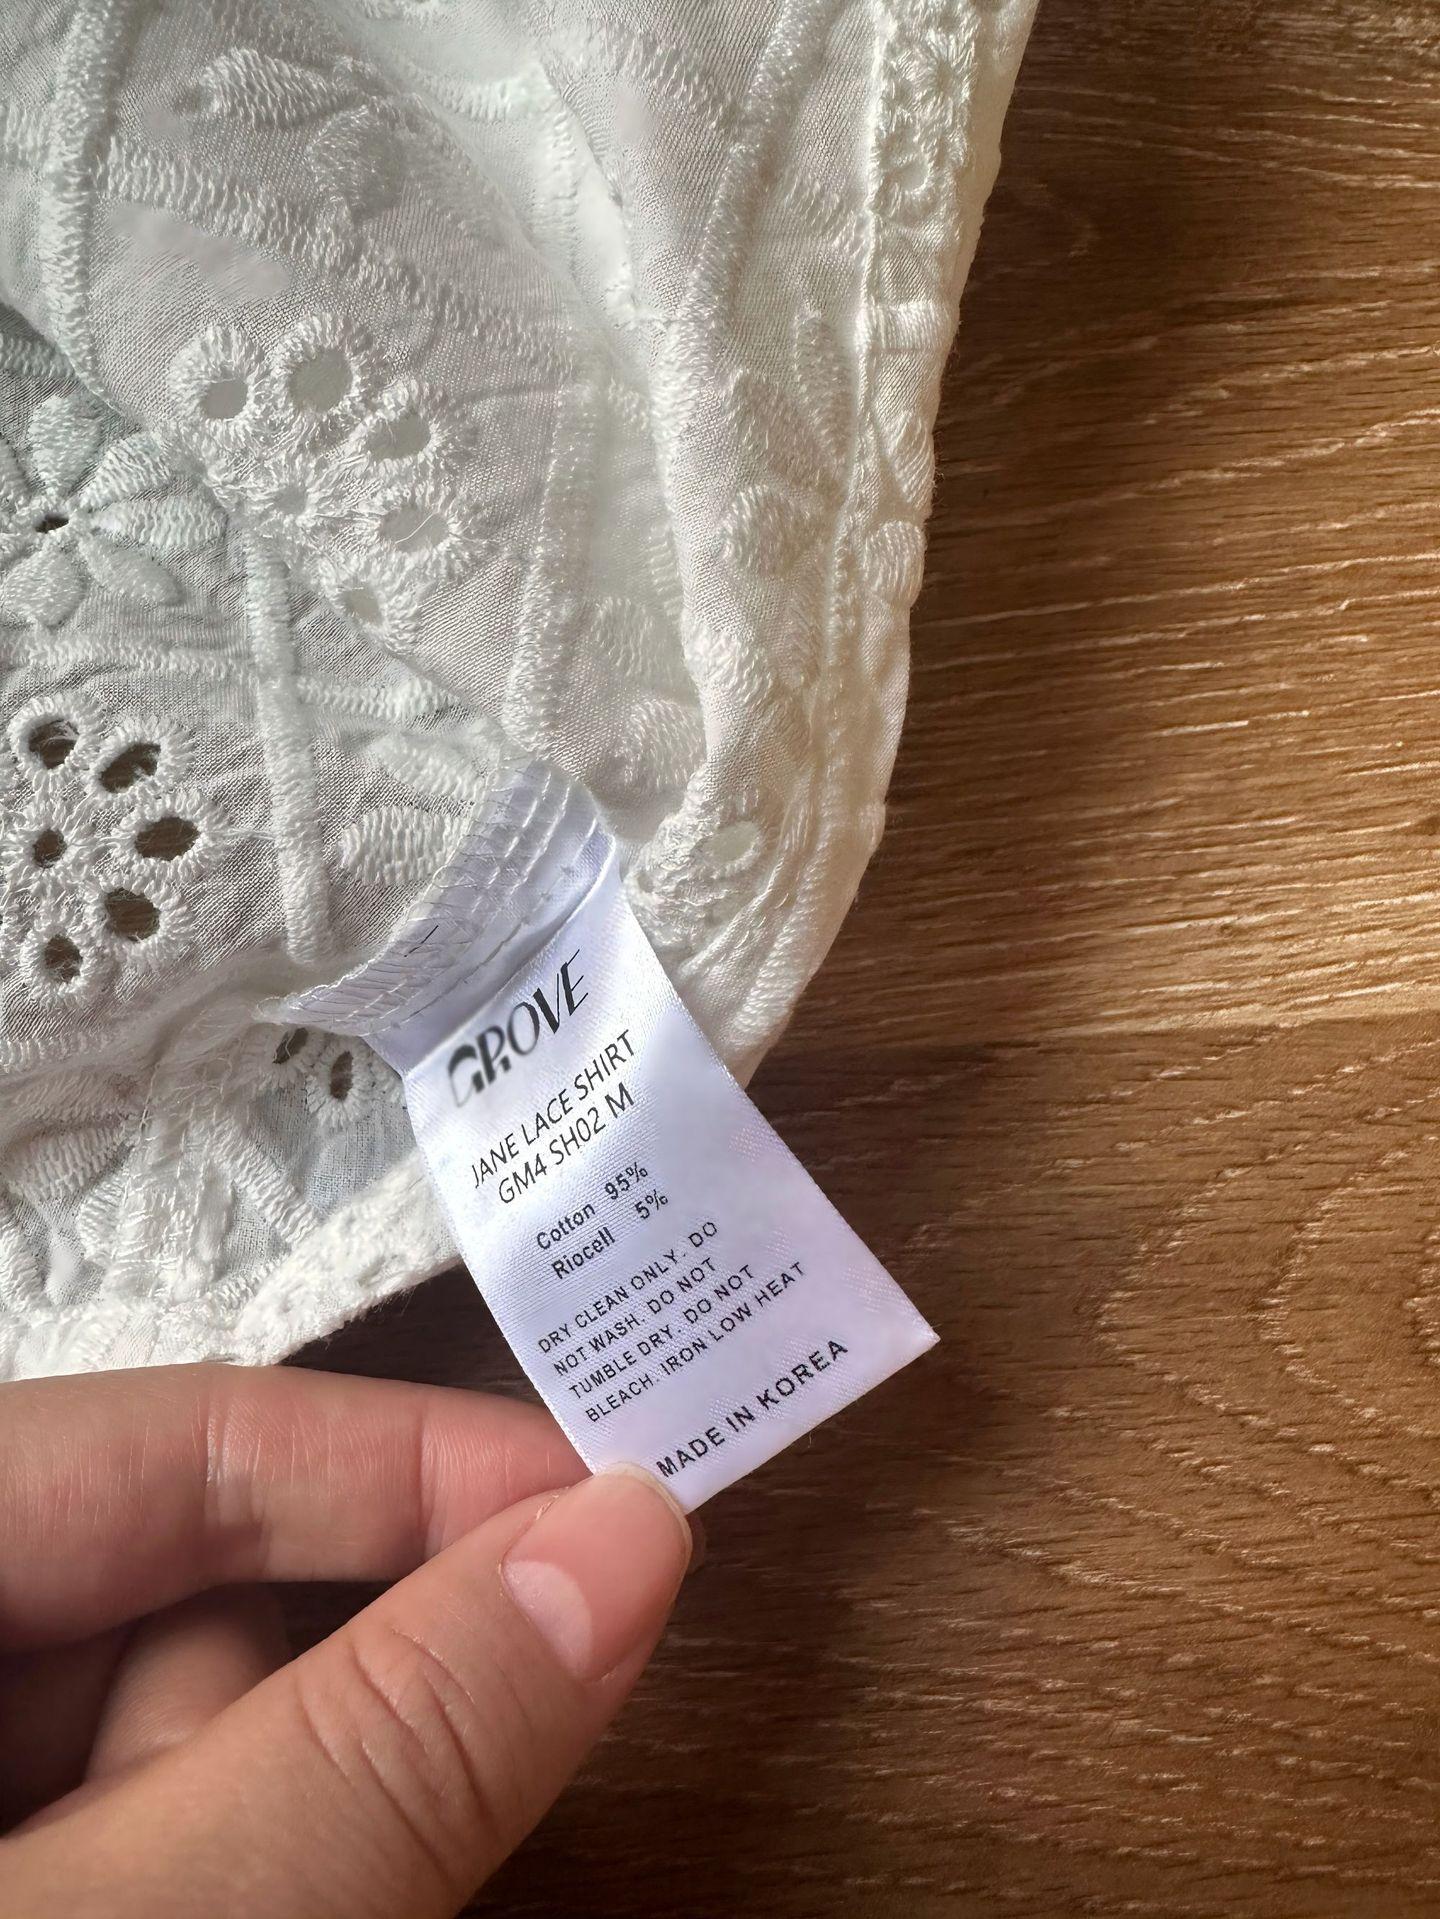 GROVE
JANE LACE SHIRT
GM4 SH02 M
Cotton 95%
Riocell 5%
DRY CLEAN ONLY. DO
NOT WASH. DO NOT
TUMBLE DRY. DO NOT
BLEACH. IRON LOW HEAT
MADE IN KOREA